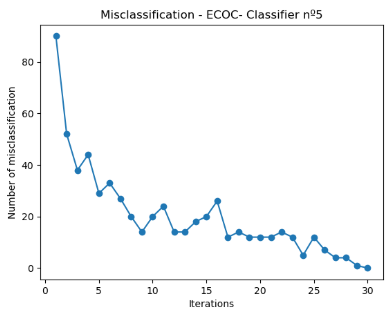 Misclassification - ECOC- Classifier nº5
Number of misclassification
80
60
40
20
0
0 5 10 15 20 25 30
Iterations